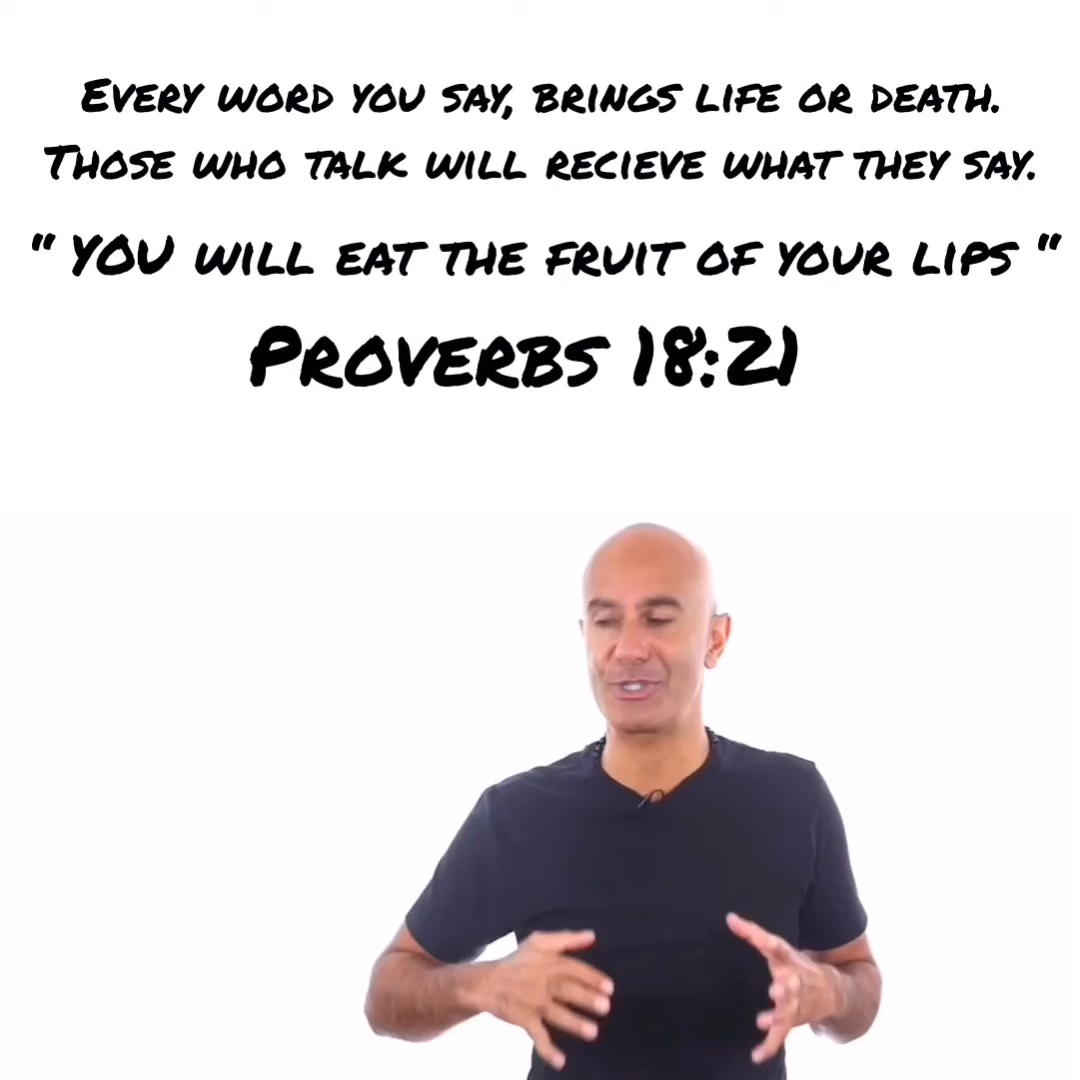 EVERY WORD YOU SAY, BRINGS LIFE OR DEATH.
THOSE WHO TALK WILL RECIEVE WHAT THEY SAY.
" YOU WILL EAT THE FRUIT OF YOUR LIPS "
PROVERBS 18:21